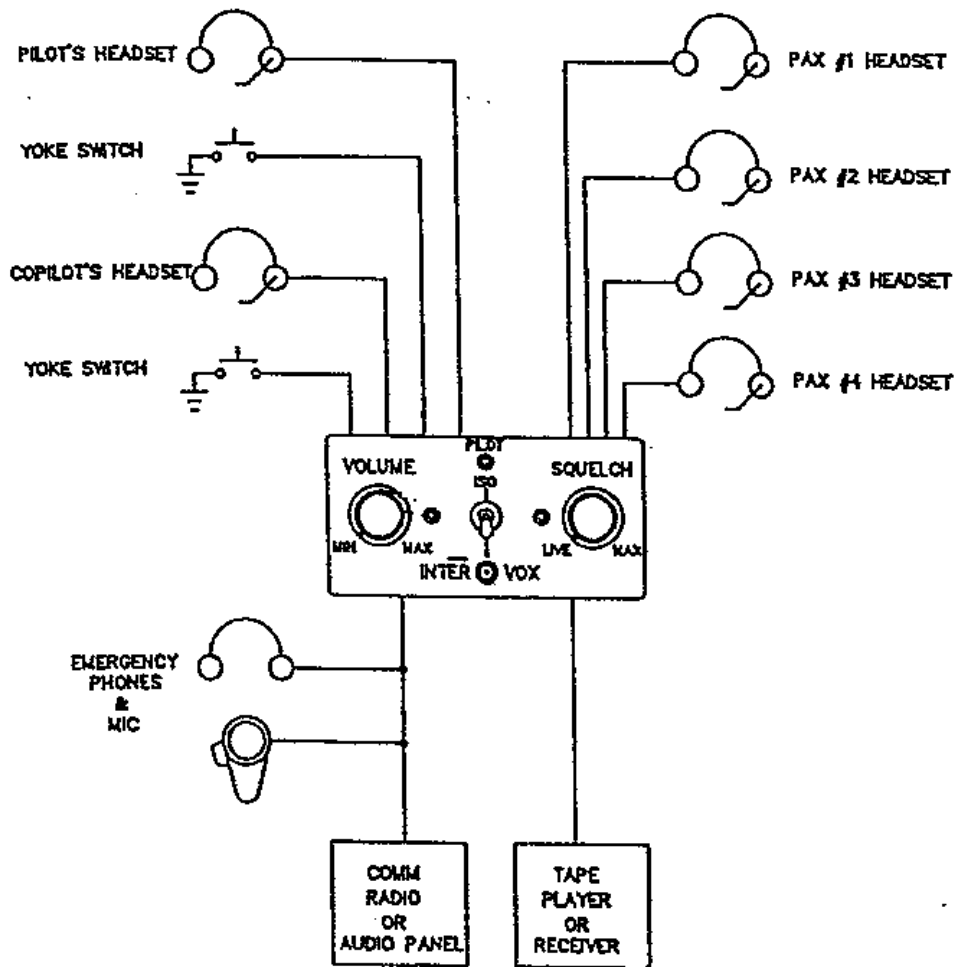 PILOT'S HEADSET
YOKE SWITCH
COPILOT'S HEADSET
YOKE SWITCH
PAX #1 HEADSET
PAX #2 HEADSET
PAX #3 HEADSET
PAX #4 HEADSET
PILOT
ISO
VOLUME
SQUELCH
MIN
MAX
LIVE
MAX
INTER
VOX
EMERGENCY
PHONES
&
MIC
COMM
RADIO
OR
AUDIO PANEL
TAPE
PLAYER
OR
RECEIVER